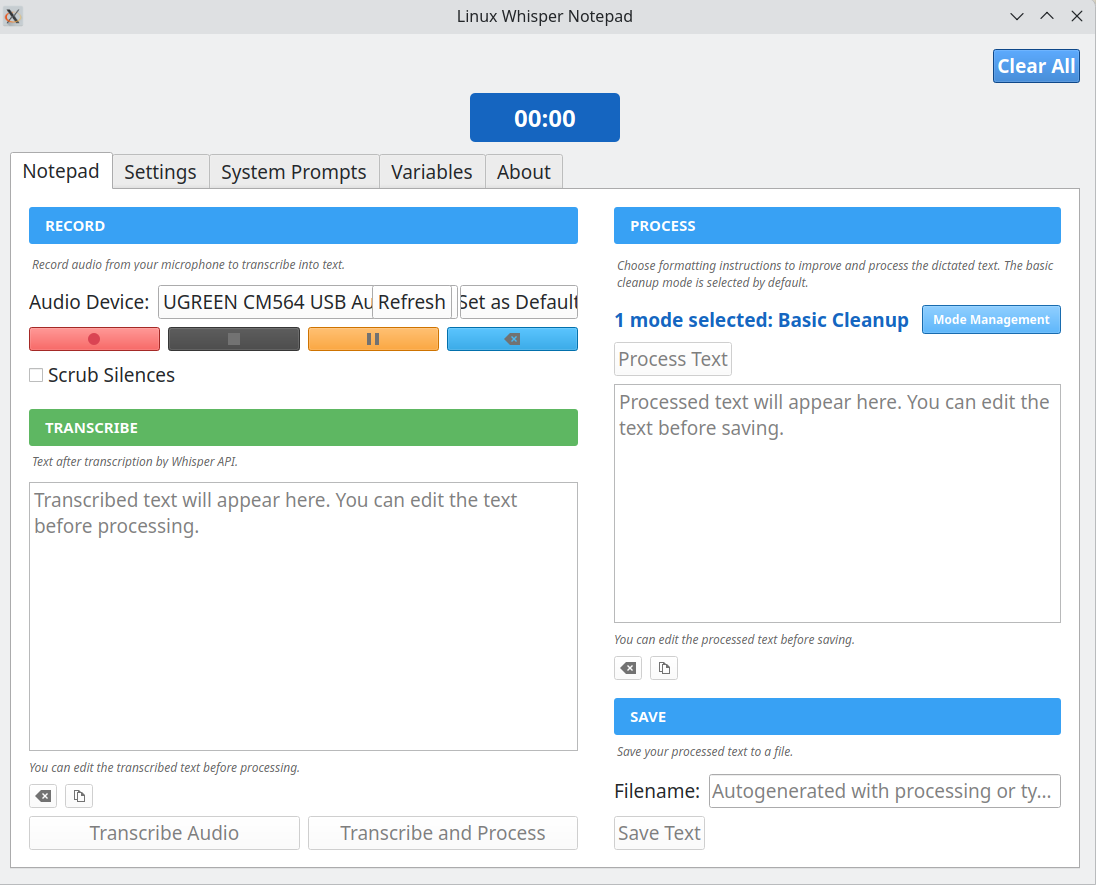 Linux Whisper Notepad
Clear All
00:00
Notepad
Settings
System Prompts
Variables
About
RECORD
Record audio from your microphone to transcribe into text.
Audio Device:
UGREEN CM564 USB Au
Refresh
Set as Default
Scrub Silences
TRANSCRIBE
Text after transcription by Whisper API.
Transcribed text will appear here. You can edit the text
before processing.
You can edit the transcribed text before processing.
Transcribe Audio
Transcribe and Process
PROCESS
Choose formatting instructions to improve and process the dictated text. The basic
cleanup mode is selected by default.
1 mode selected: Basic Cleanup
Mode Management
Process Text
Processed text will appear here. You can edit the
text before saving.
You can edit the processed text before saving.
SAVE
Save your processed text to a file.
Filename:
Autogenerated with processing or ty...
Save Text